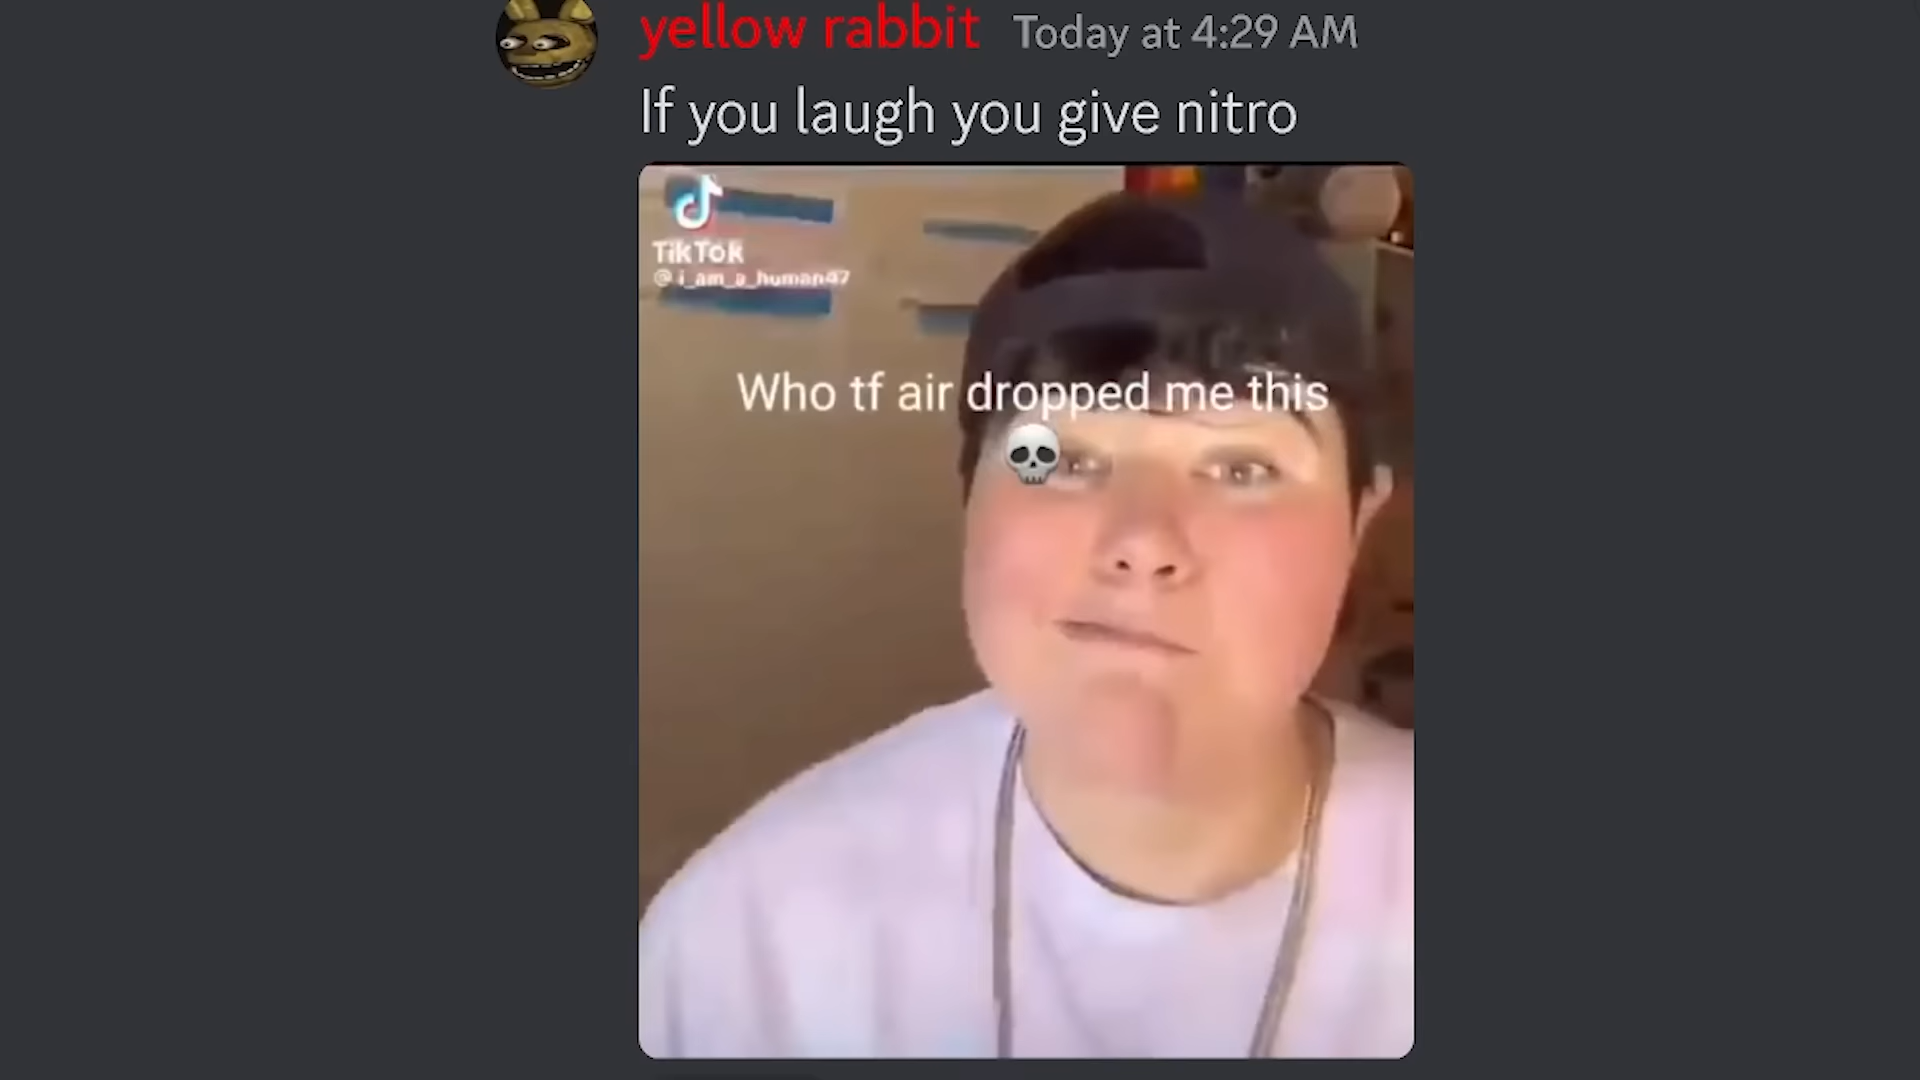 yellow rabbit Today at 4:29 AM
If you laugh you give nitro
TikTok
@i_am_a_human47
Who tf air dropped me this
💀